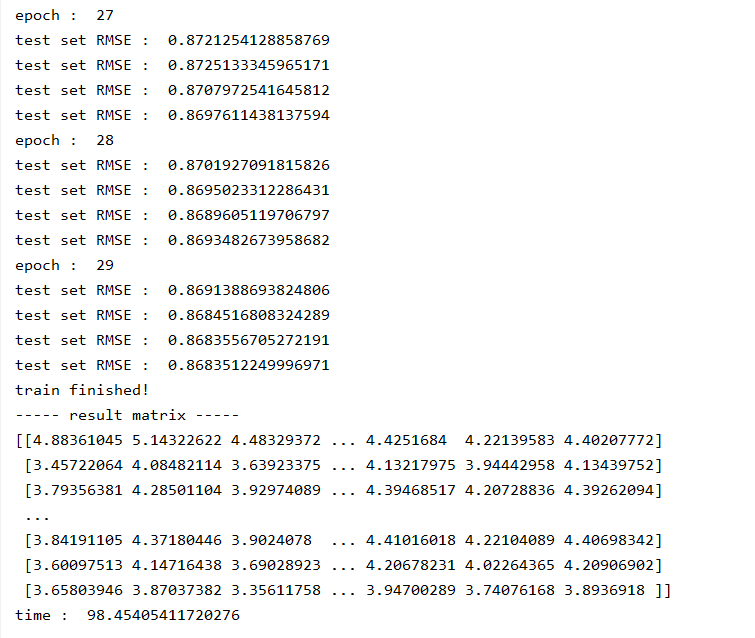 epoch :  27
test set RMSE :  0.8721254128858769
test set RMSE :  0.8725133345965171
test set RMSE :  0.8707972541645812
test set RMSE :  0.8697611438137594
epoch :  28
test set RMSE :  0.8701927091815826
test set RMSE :  0.8695023312286431
test set RMSE :  0.8689605119706797
test set RMSE :  0.8693482673958682
epoch :  29
test set RMSE :  0.8691388693824806
test set RMSE :  0.8684516808324289
test set RMSE :  0.8683556705272191
test set RMSE :  0.8683512249996971
train finished!
----- result matrix -----
[[4.88361045 5.14322622 4.48329372 ... 4.4251684  4.22139583 4.40207772]
 [3.45722064 4.08482114 3.63923375 ... 4.13217975 3.94442958 4.13439752]
 [3.79356381 4.28501104 3.92974089 ... 4.39468517 4.20728836 4.39262094]
 ...
 [3.84191105 4.37180446 3.9024078  ... 4.41016018 4.22104089 4.40698342]
 [3.60097513 4.14716438 3.69028923 ... 4.20678231 4.02264365 4.20906902]
 [3.65803946 3.87037382 3.35611758 ... 3.94700289 3.74076168 3.8936918 ]]
time :  98.45405411720276